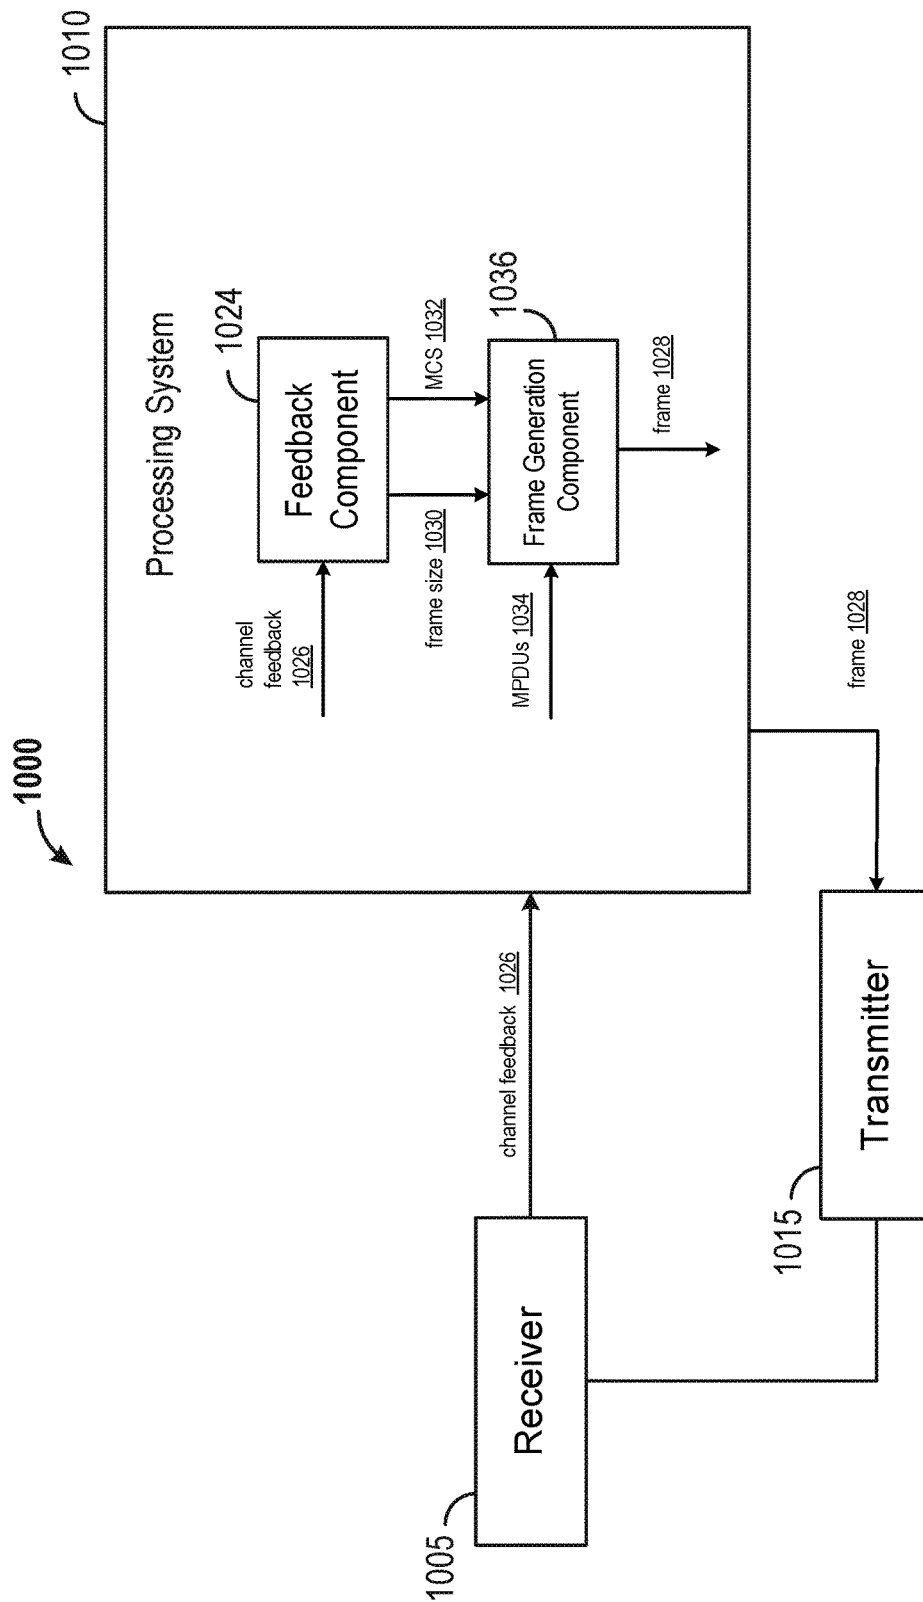 1000
1010
Processing System
1024
Feedback
Component
channel
feedback
1026
frame size 1030
MCS 1032
1036
Frame Generation
Component
MPDUs 1034
frame 1028
channel feedback 1026
frame 1028
1005
Receiver
1015
Transmitter